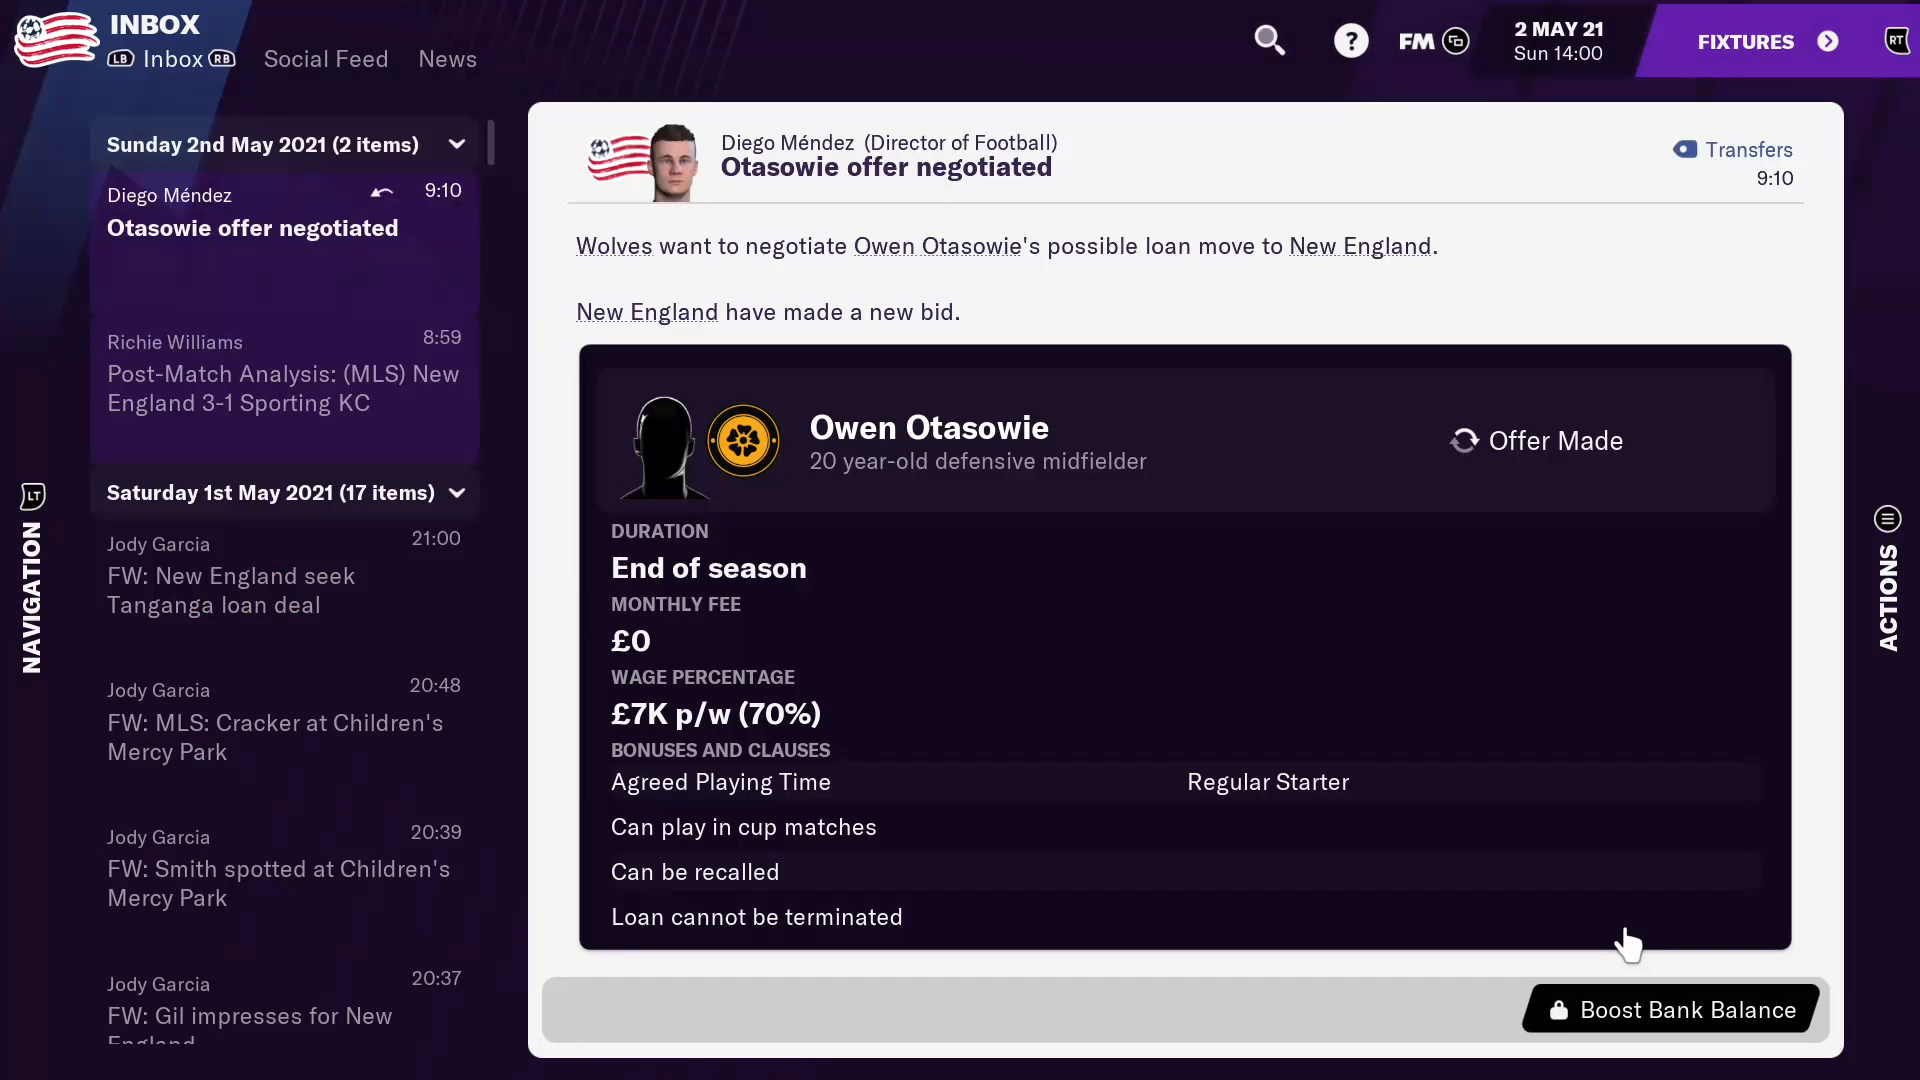 INBOX
LB Inbox RB Social Feed News
? FM
2 MAY 21
Sun 14:00
FIXTURES
RT
Sunday 2nd May 2021 (2 items)
Diego Méndez 9:10
Otasowie offer negotiated
Richie Williams 8:59
Post-Match Analysis: (MLS) New
England 3-1 Sporting KC
Saturday 1st May 2021 (17 items)
Jody Garcia 21:00
FW: New England seek
Tanganga loan deal
Jody Garcia 20:48
FW: MLS: Cracker at Children's
Mercy Park
Jody Garcia 20:39
FW: Smith spotted at Children's
Mercy Park
Jody Garcia 20:37
FW: Gil impresses for New
England
LT
NAVIGATION
Diego Méndez (Director of Football)
Otasowie offer negotiated
Transfers
9:10
Wolves want to negotiate Owen Otasowie's possible loan move to New England.
New England have made a new bid.
Owen Otasowie
20 year-old defensive midfielder
Offer Made
DURATION
End of season
MONTHLY FEE
£0
WAGE PERCENTAGE
£7K p/w (70%)
BONUSES AND CLAUSES
Agreed Playing Time Regular Starter
Can play in cup matches
Can be recalled
Loan cannot be terminated
Boost Bank Balance
ACTIONS